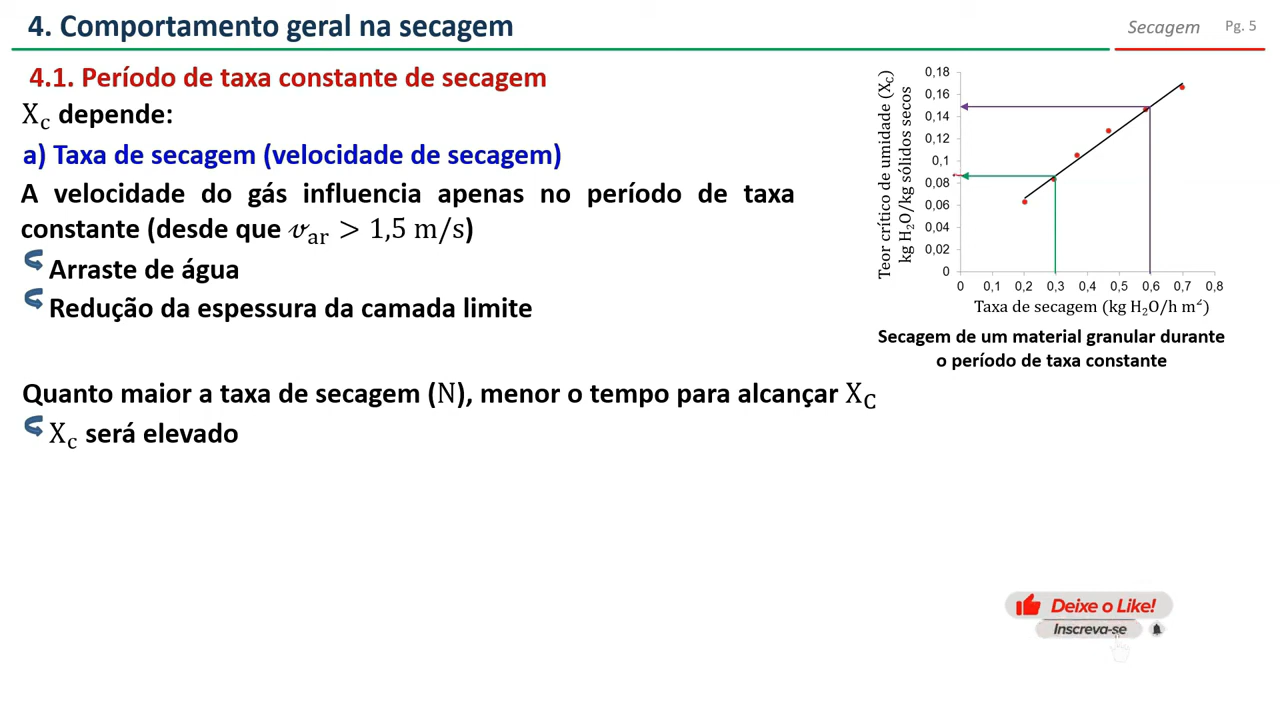 4. Comportamento geral na secagem
Secagem
Pg. 5
4.1. Período de taxa constante de secagem
Xc depende:
a) Taxa de secagem (velocidade de secagem)
A velocidade do gás influencia apenas no período de taxa
constante (desde que 𝓋ar > 1,5 m/s)
Arraste de água
Redução da espessura da camada limite
Quanto maior a taxa de secagem (N), menor o tempo para alcançar XC
Xc será elevado
Teor crítico de umidade (XC)
kg H2O/kg sólidos secos
0,18
0,16
0,14
0,12
0,1
0,08
0,06
0,04
0,02
0
0 0,1 0,2 0,3 0,4 0,5 0,6 0,7 0,8
Taxa de secagem (kg H2O/h m²)
Secagem de um material granular durante
o período de taxa constante
Deixe o Like!
Inscreva-se